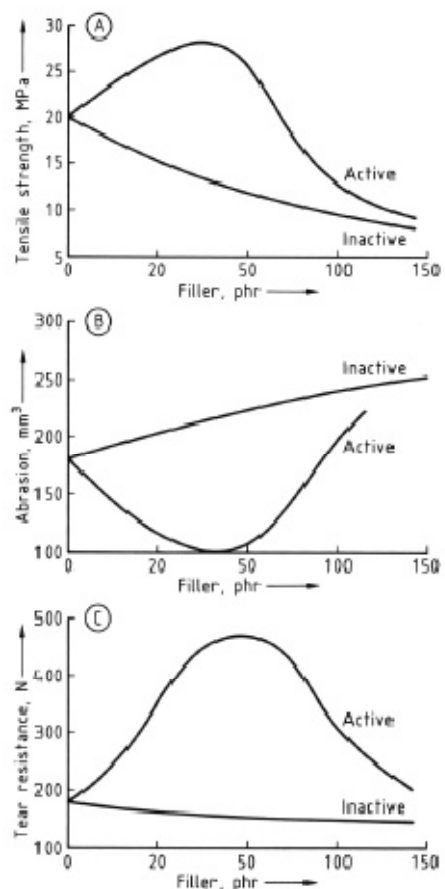 A
Tensile strength, MPa
30
25
20
15
10
5
Active
Inactive
0 20 50 100 150
Filler, phr
B
Abrasion, mm³
300
250
200
150
100
Inactive
Active
0 20 50 100 150
Filler, phr
C
Tear resistance, N
500
400
300
200
100
Active
Inactive
0 20 50 100 150
Filler, phr